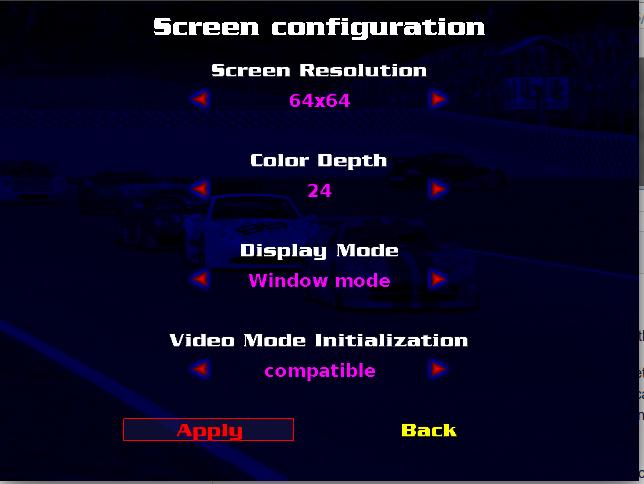 Screen configuration
Screen Resolution
64x64
Color Depth
24
Display Mode
Window mode
Video Mode Initialization
compatible
Apply
Back